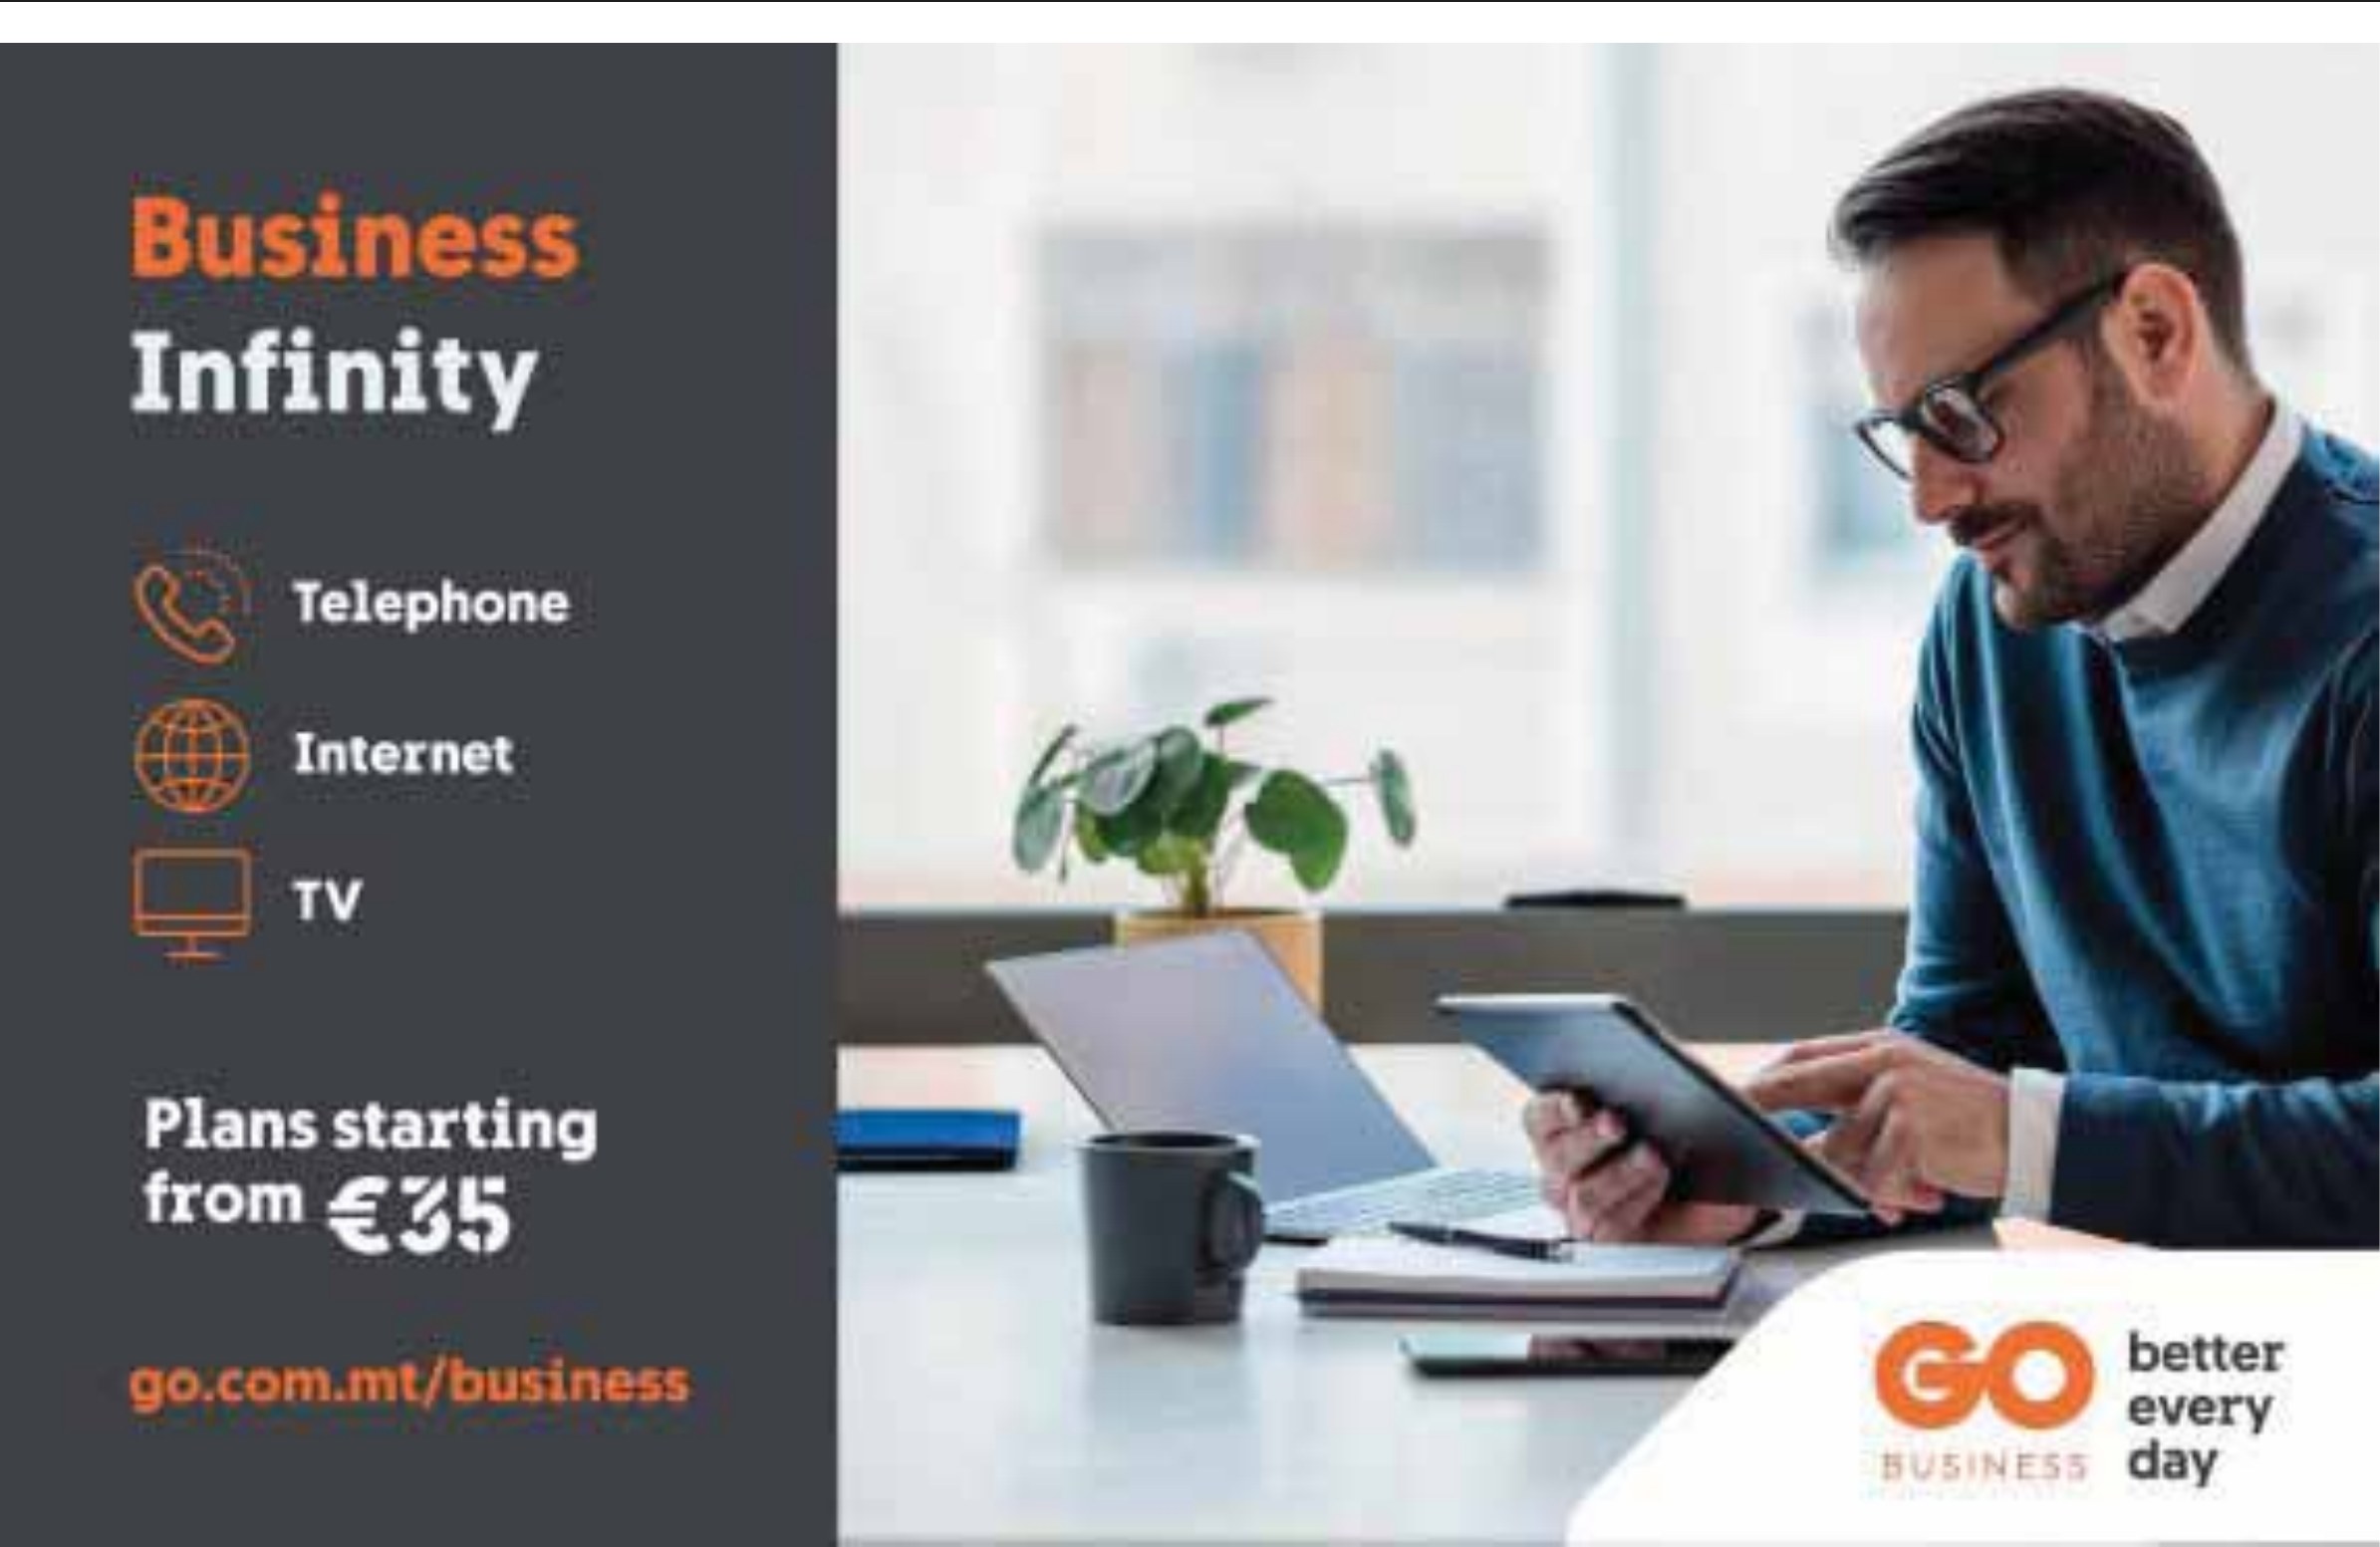 Business
Infinity
Telephone
Internet
TV
Plans starting
from €35
go.com.mt/business
GO
BUSINESS
better
every
day